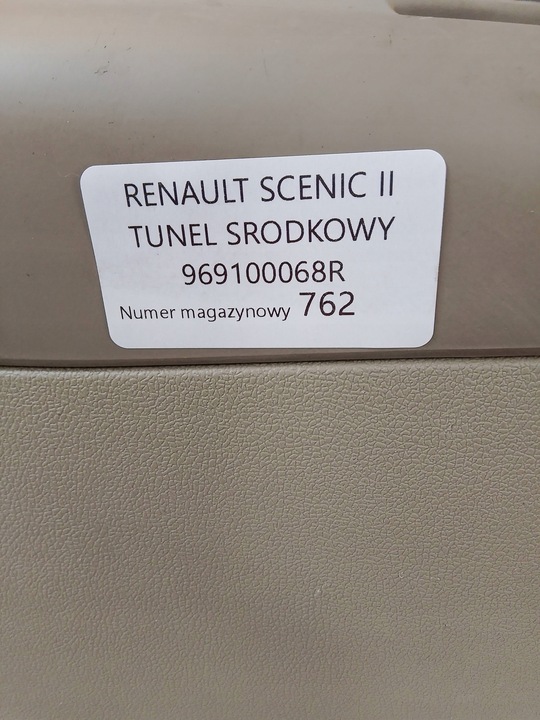 RENAULT SCENIC II
TUNEL SRODKOWY
969100068R
Numer magazynowy 762